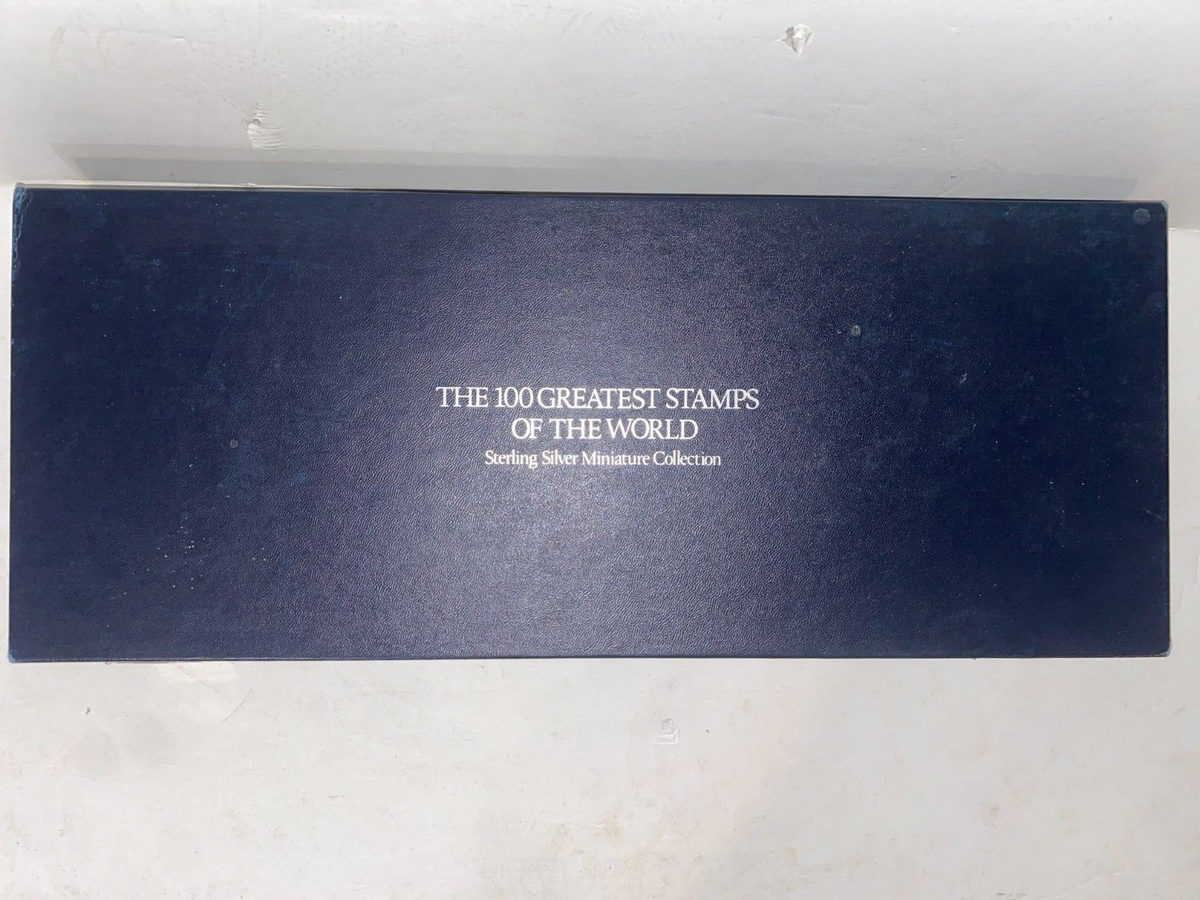 THE 100 GREATEST STAMPS
OF THE WORLD
Sterling Silver Miniature Collection